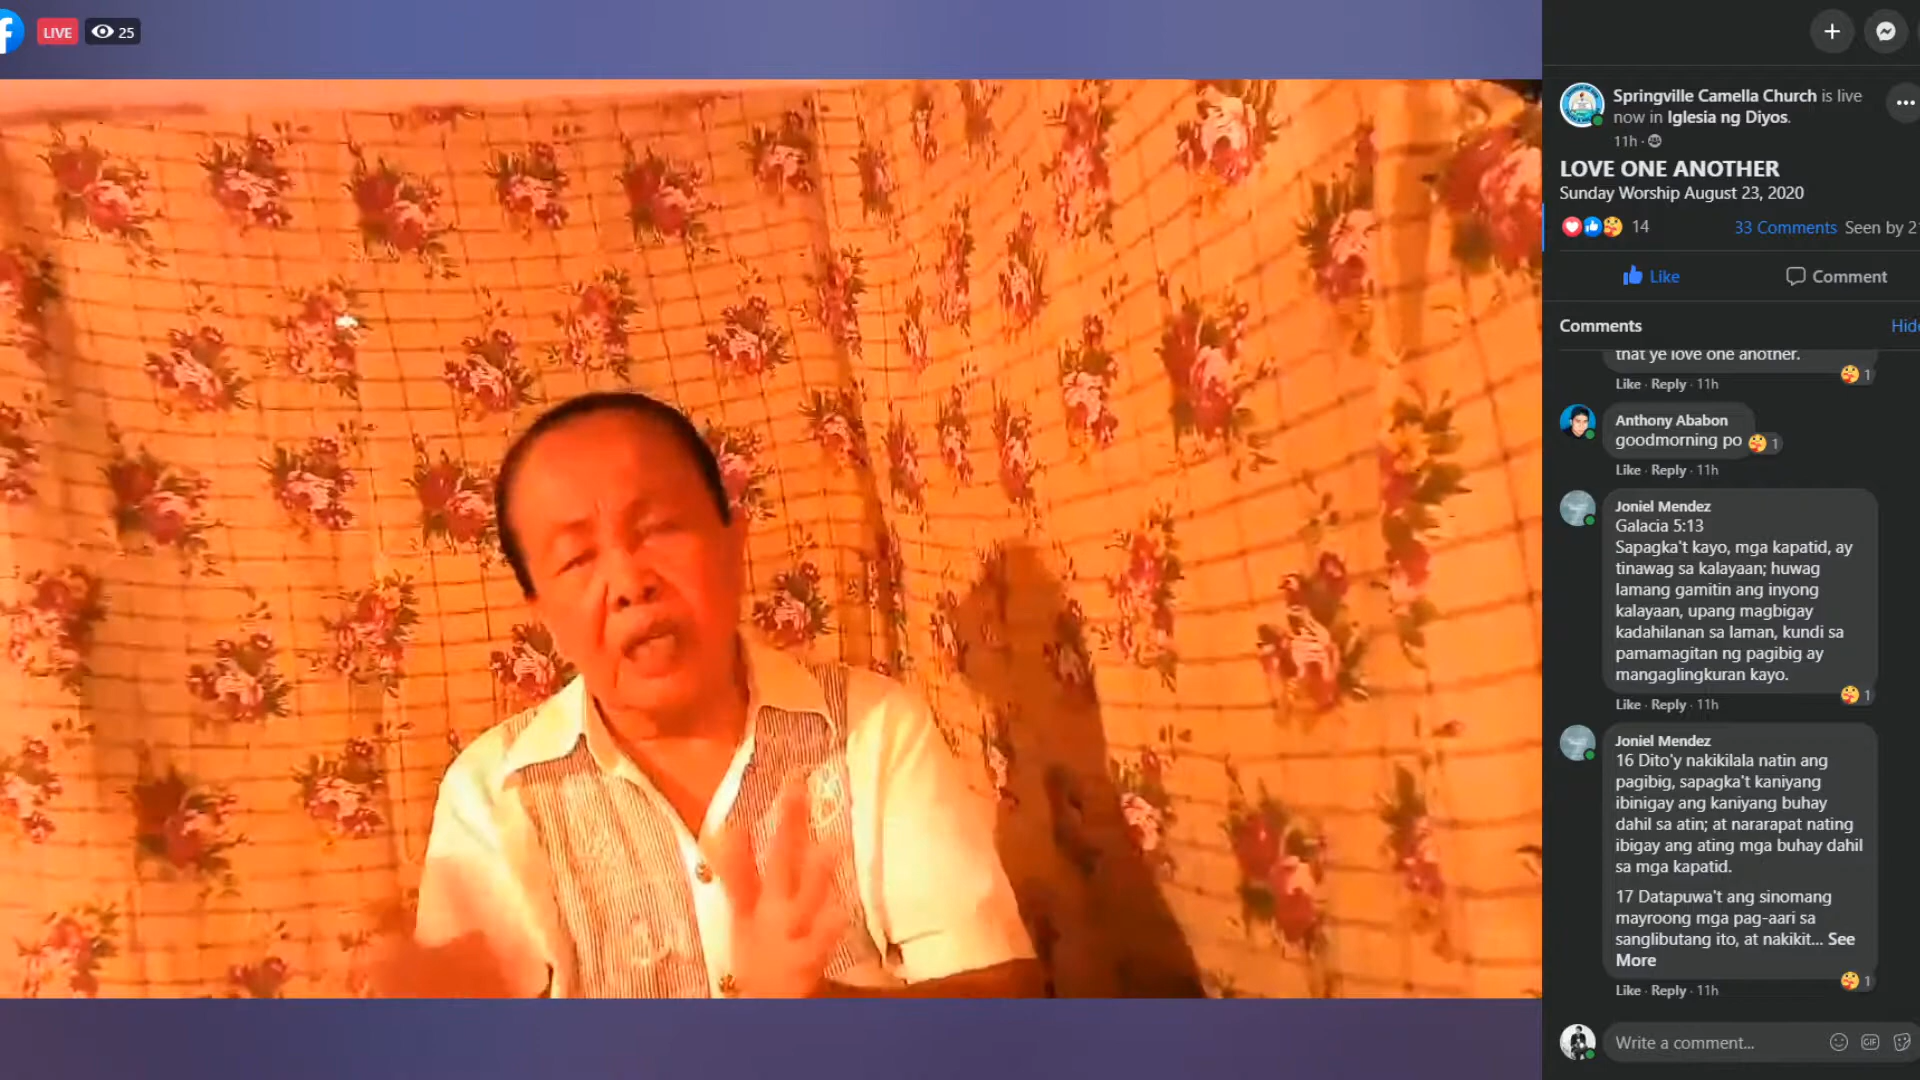 LIVE 25
Springville Camella Church is live
now in Iglesia ng Diyos.
11h
LOVE ONE ANOTHER
Sunday Worship August 23, 2020
14 33 Comments Seen by 2
Like Comment
Comments
that ye love one another.
1
Like · Reply · 11h
Anthony Ababon
goodmorning po 1
Like · Reply · 11h
Joniel Mendez
Galacia 5:13
Sapagka't kayo, mga kapatid, ay
tinawag sa kalayaan; huwag
lamang gamitin ang inyong
kalayaan, upang magbigay
kadahilanan sa laman, kundi sa
pamamagitan ng pagibig ay
mangaglingkuran kayo.
1
Like · Reply · 11h
Joniel Mendez
16 Dito'y nakikilala natin ang
pagibig, sapagka't kaniyang
ibinigay ang kaniyang buhay
dahil sa atin; at nararapat nating
ibigay ang ating mga buhay dahil
sa mga kapatid.
17 Datapuwa't ang sinomang
mayroong mga pag-aari sa
sanglibutang ito, at nakikit... See
More
1
Like · Reply · 11h
Write a comment... GIF